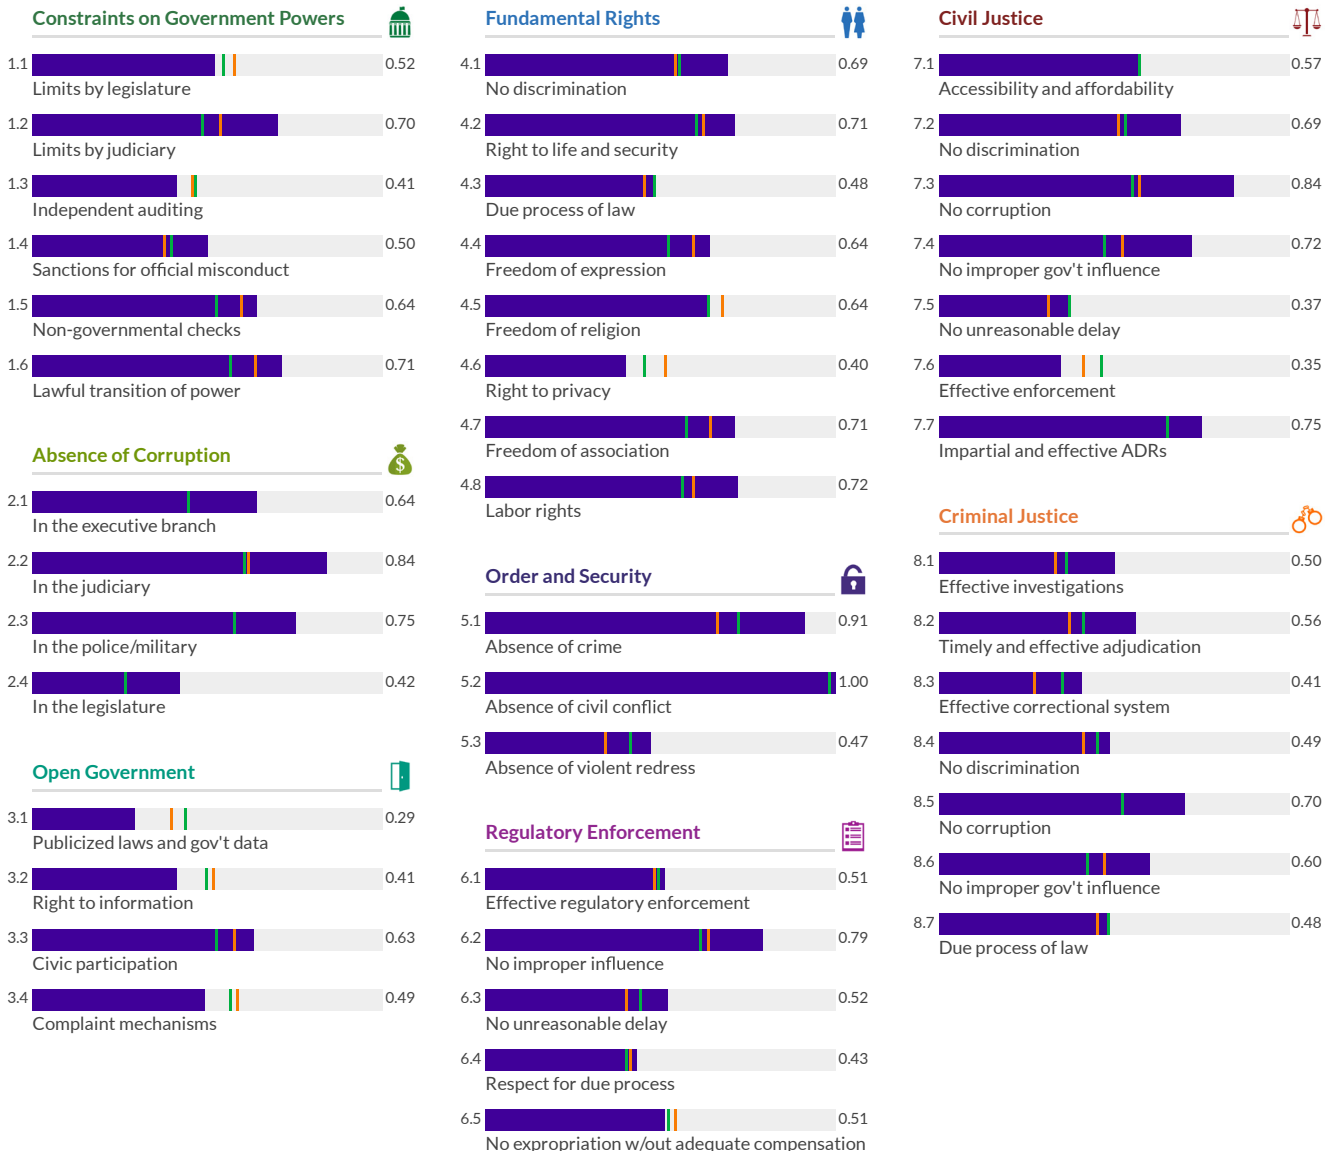 Constraints on Government Powers
1.1 0.52
Limits by legislature
1.2 0.70
Limits by judiciary
1.3 0.41
Independent auditing
1.4 0.50
Sanctions for official misconduct
1.5 0.64
Non-governmental checks
1.6 0.71
Lawful transition of power
Absence of Corruption
$
2.1 0.64
In the executive branch
2.2 0.84
In the judiciary
2.3 0.75
In the police/military
2.4 0.42
In the legislature
Open Government
3.1 0.29
Publicized laws and gov't data
3.2 0.41
Right to information
3.3 0.63
Civic participation
3.4 0.49
Complaint mechanisms
Fundamental Rights
4.1 0.69
No discrimination
4.2 0.71
Right to life and security
4.3 0.48
Due process of law
4.4 0.64
Freedom of expression
4.5 0.64
Freedom of religion
4.6 0.40
Right to privacy
4.7 0.71
Freedom of association
4.8 0.72
Labor rights
Order and Security
5.1 0.91
Absence of crime
5.2 1.00
Absence of civil conflict
5.3 0.47
Absence of violent redress
Regulatory Enforcement
6.1 0.51
Effective regulatory enforcement
6.2 0.79
No improper influence
6.3 0.52
No unreasonable delay
6.4 0.43
Respect for due process
6.5 0.51
No expropriation w/out adequate compensation
Civil Justice
7.1 0.57
Accessibility and affordability
7.2 0.69
No discrimination
7.3 0.84
No corruption
7.4 0.72
No improper gov't influence
7.5 0.37
No unreasonable delay
7.6 0.35
Effective enforcement
7.7 0.75
Impartial and effective ADRs
Criminal Justice
8.1 0.50
Effective investigations
8.2 0.56
Timely and effective adjudication
8.3 0.41
Effective correctional system
8.4 0.49
No discrimination
8.5 0.70
No corruption
8.6 0.60
No improper gov't influence
8.7 0.48
Due process of law